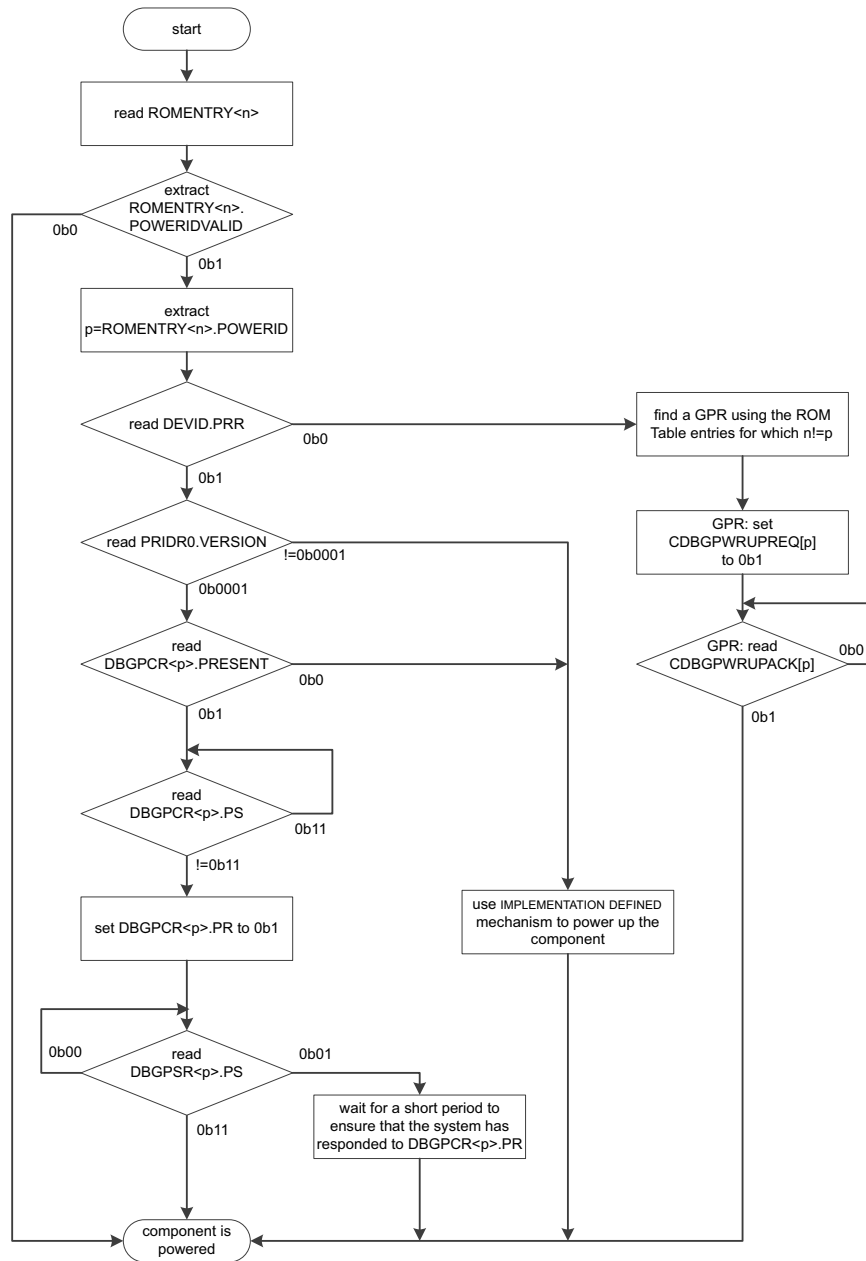 start
read ROMENTRY<n>
extract
ROMENTRY<n>.
POWERIDVALID
0b0
0b1
extract
p=ROMENTRY<n>.POWERID
read DEVID.PRR
0b0
0b1
find a GPR using the ROM
Table entries for which n!=p
read PRIDR0.VERSION
!=0b0001
0b0001
GPR: set
CDBGPWRUPREQ[p]
to 0b1
read
DBGPCR<p>.PRESENT
0b0
0b1
GPR: read
CDBGPWRUPACK[p]
0b0
0b1
read
DBGPCR<p>.PS
0b11
!=0b11
set DBGPCR<p>.PR to 0b1
use IMPLEMENTATION DEFINED
mechanism to power up the
component
read
DBGPSR<p>.PS
0b00
0b01
0b11
wait for a short period to
ensure that the system has
responded to DBGPCR<p>.PR
component is
powered